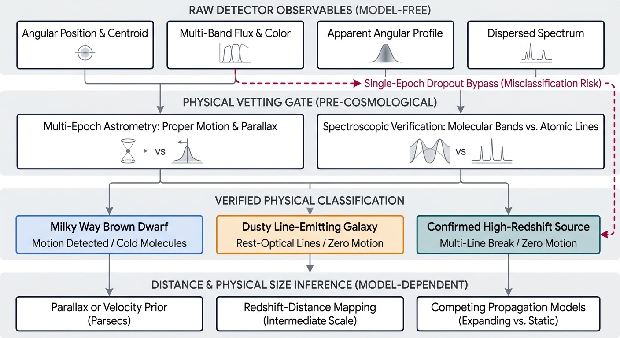 RAW DETECTOR OBSERVABLES (MODEL-FREE)
Angular Position & Centroid
Multi-Band Flux & Color
Apparent Angular Profile
Dispersed Spectrum
Single-Epoch Dropout Bypass (Misclassification Risk)
PHYSICAL VETTING GATE (PRE-COSMOLOGICAL)
Multi-Epoch Astrometry: Proper Motion & Parallax
vs
Spectroscopic Verification: Molecular Bands vs. Atomic Lines
vs
VERIFIED PHYSICAL CLASSIFICATION
Milky Way Brown Dwarf
Motion Detected / Cold Molecules
Dusty Line-Emitting Galaxy
Rest-Optical Lines / Zero Motion
Confirmed High-Redshift Source
Multi-Line Break / Zero Motion
DISTANCE & PHYSICAL SIZE INFERENCE (MODEL-DEPENDENT)
Parallax or Velocity Prior
(Parsecs)
Redshift-Distance Mapping
(Intermediate Scale)
Competing Propagation Models
(Expanding vs. Static)